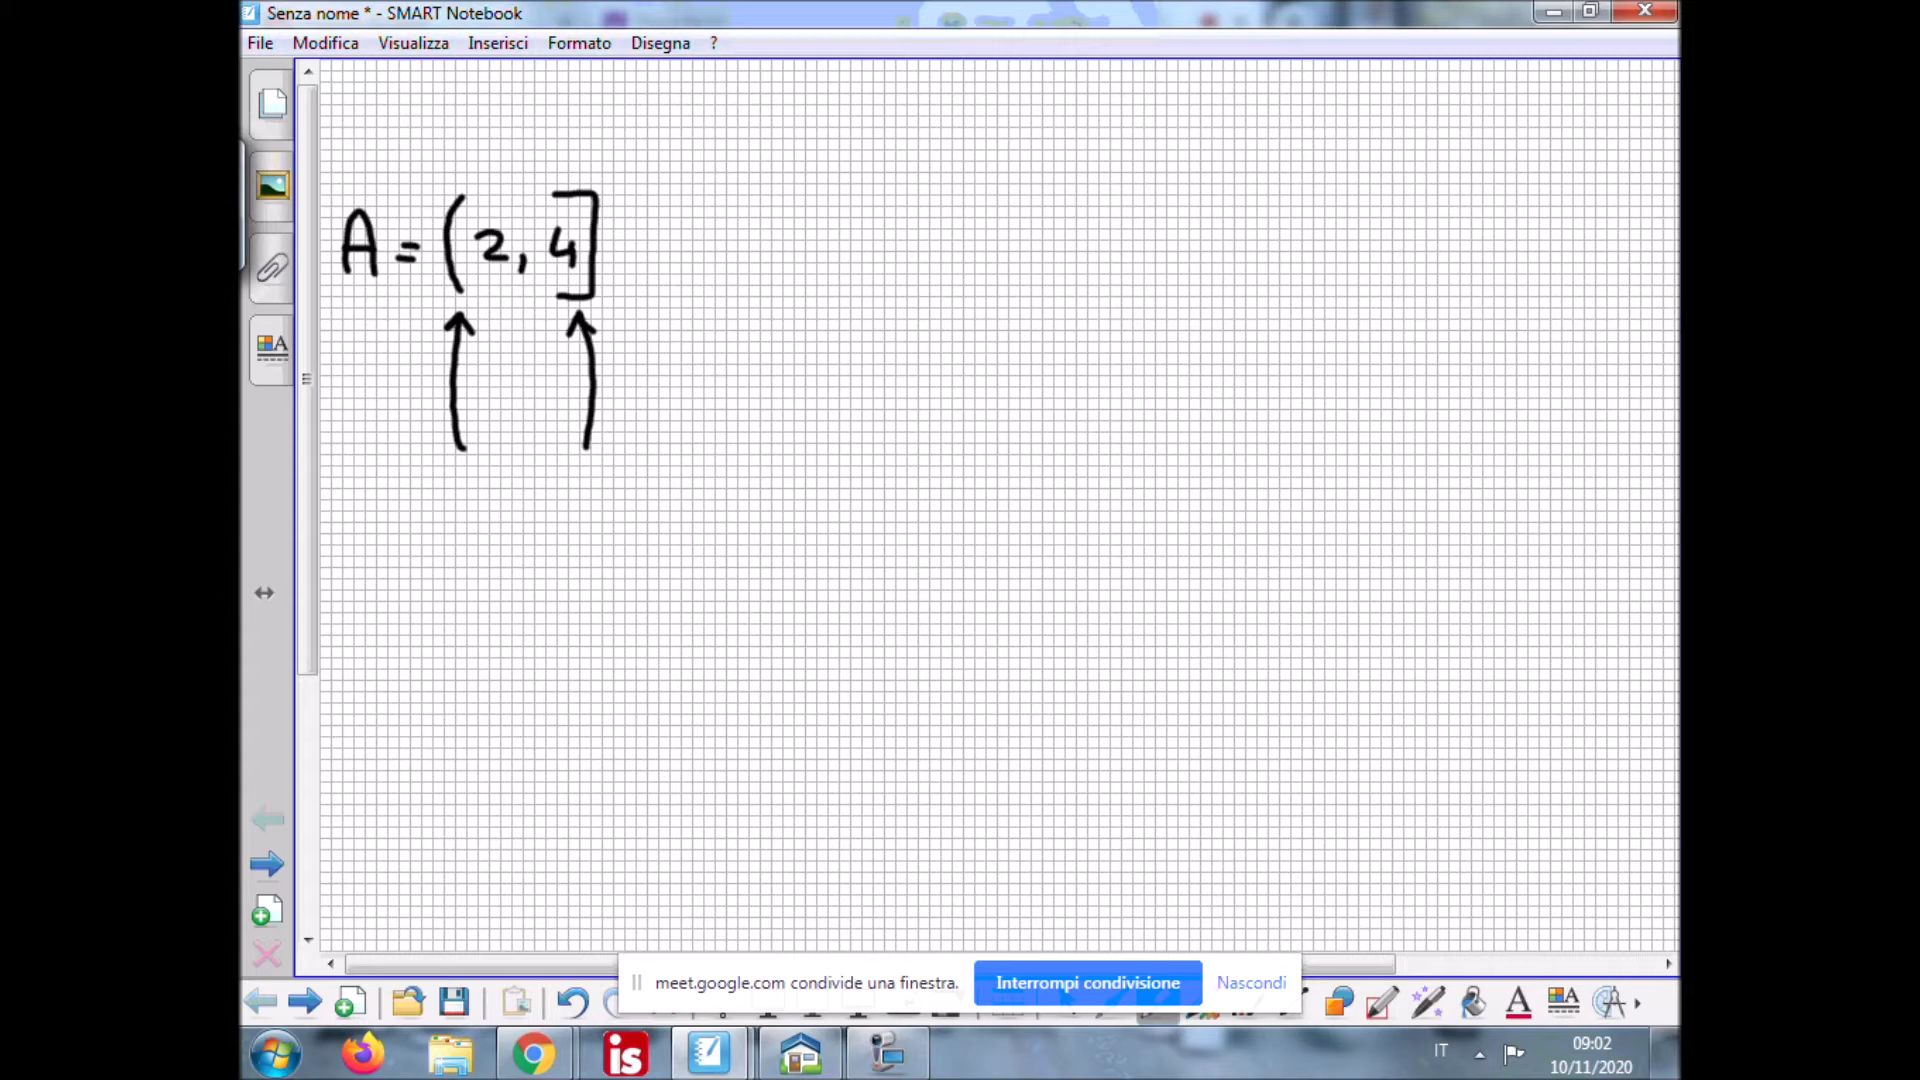 Senza nome * - SMART Notebook
File Modifica Visualizza Inserisci Formato Disegna ?
A = (2, 4]
meet.google.com condivide una finestra. Interrompi condivisione Nascondi
is
IT
09:02
10/11/2020